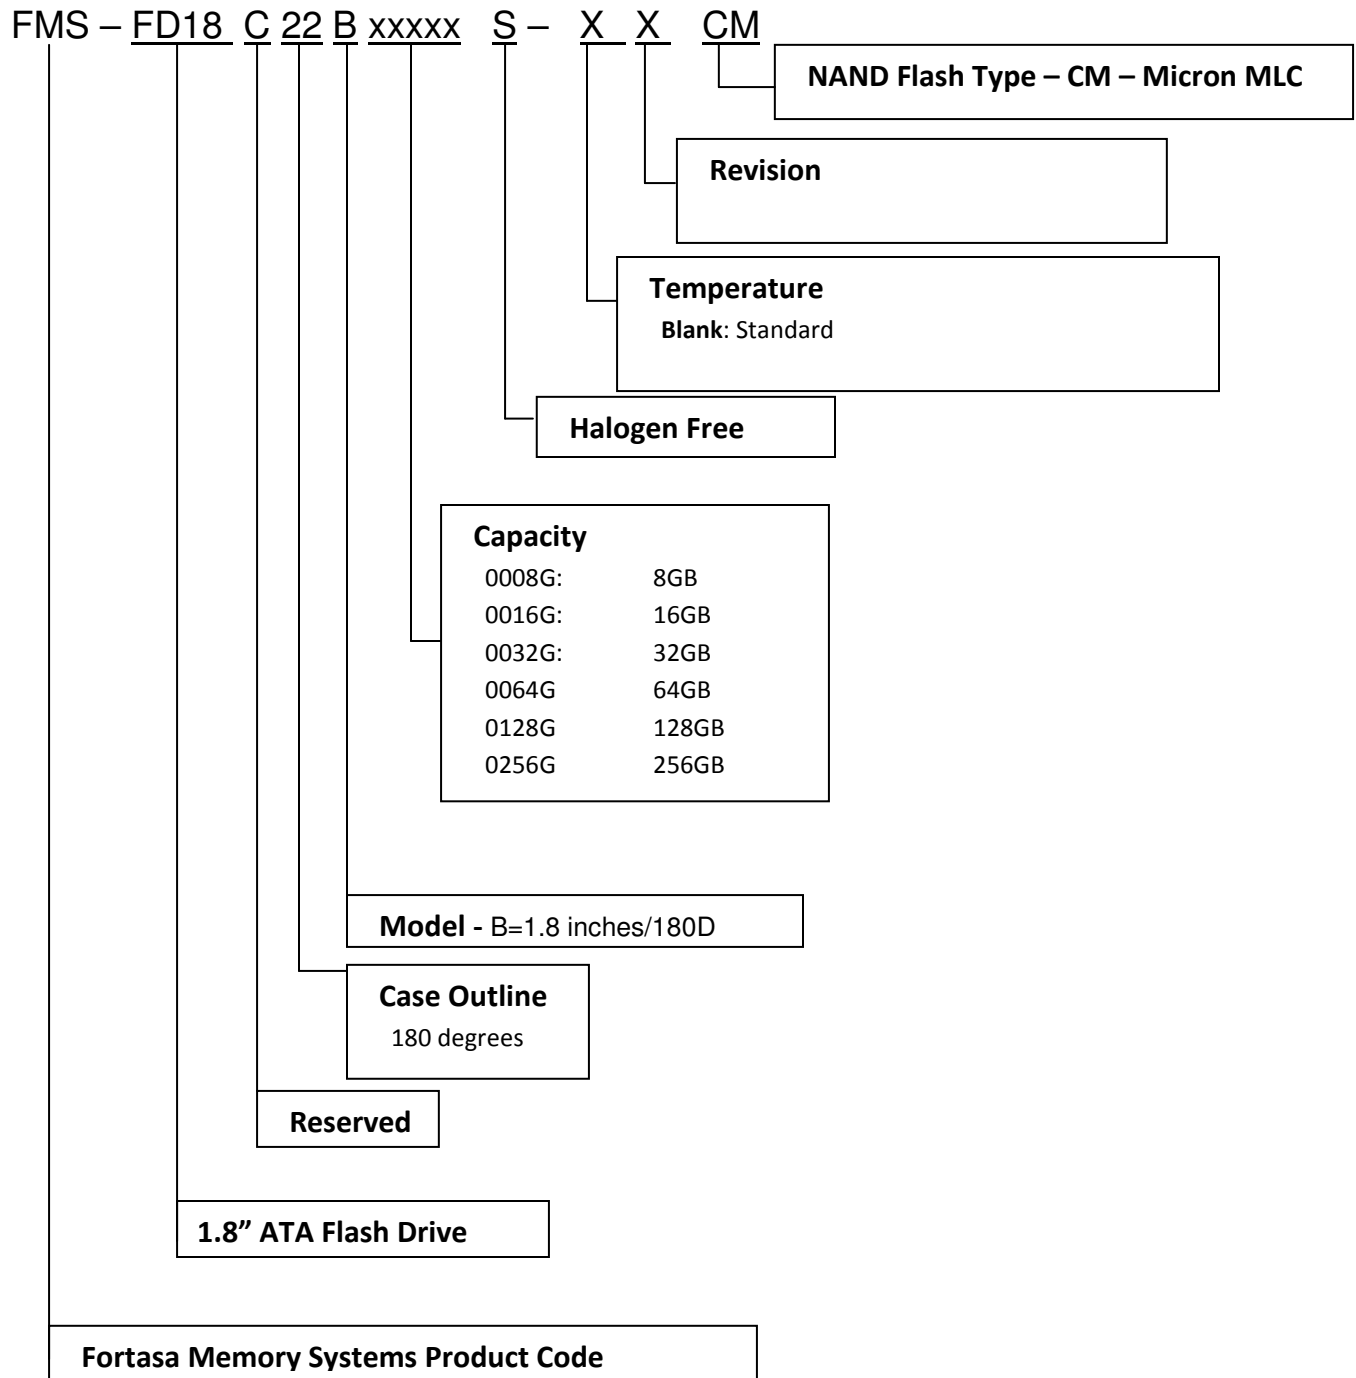 FMS – FD18 C 22 B xxxxx S – X X CM
NAND Flash Type – CM – Micron MLC
Revision
Temperature
Blank: Standard
Halogen Free
Capacity
0008G: 8GB
0016G: 16GB
0032G: 32GB
0064G 64GB
0128G 128GB
0256G 256GB
Model - B=1.8 inches/180D
Case Outline
180 degrees
Reserved
1.8” ATA Flash Drive
Fortasa Memory Systems Product Code